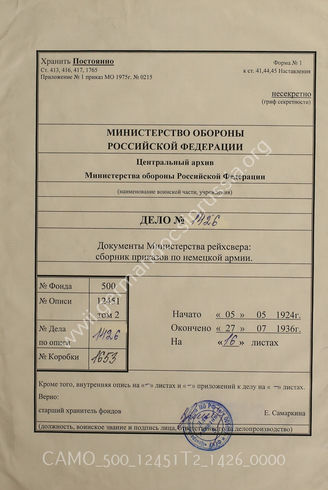 Хранить Постоянно
Ст. 413, 416, 417, 1765
Приложение № 1 приказ МО 1975г. № 0215
Форма № 1
к ст. 41,44,45 Наставления
несекретно
(гриф секретности)
МИНИСТЕРСТВО ОБОРОНЫ
РОССИЙСКОЙ ФЕДЕРАЦИИ
Центральный архив
Министерства обороны Российской Федерации
(наименование воинской части, учреждения)
ДЕЛО № 1426
Документы Министерства рейхсвера:
сборник приказов по немецкой армии.
№ Фонда 500
№ Описи 12451
том 2
№ Дела
по описи 1426
№ Коробки 1653
Начато « 05 » 05 1924г.
Окончено « 27 » 07 1936г.
На «16» листах
Кроме того, внутренняя опись на «–» листах и «–» приложений к делу на «–» листах.
Верно:
старший хранитель фондов Е. Самаркина
(должность, воинское звание и подпись лица, ответственного за делопроизводство)
www.germandocsinrussia.org
CAMO_500_12451T2_1426_0000